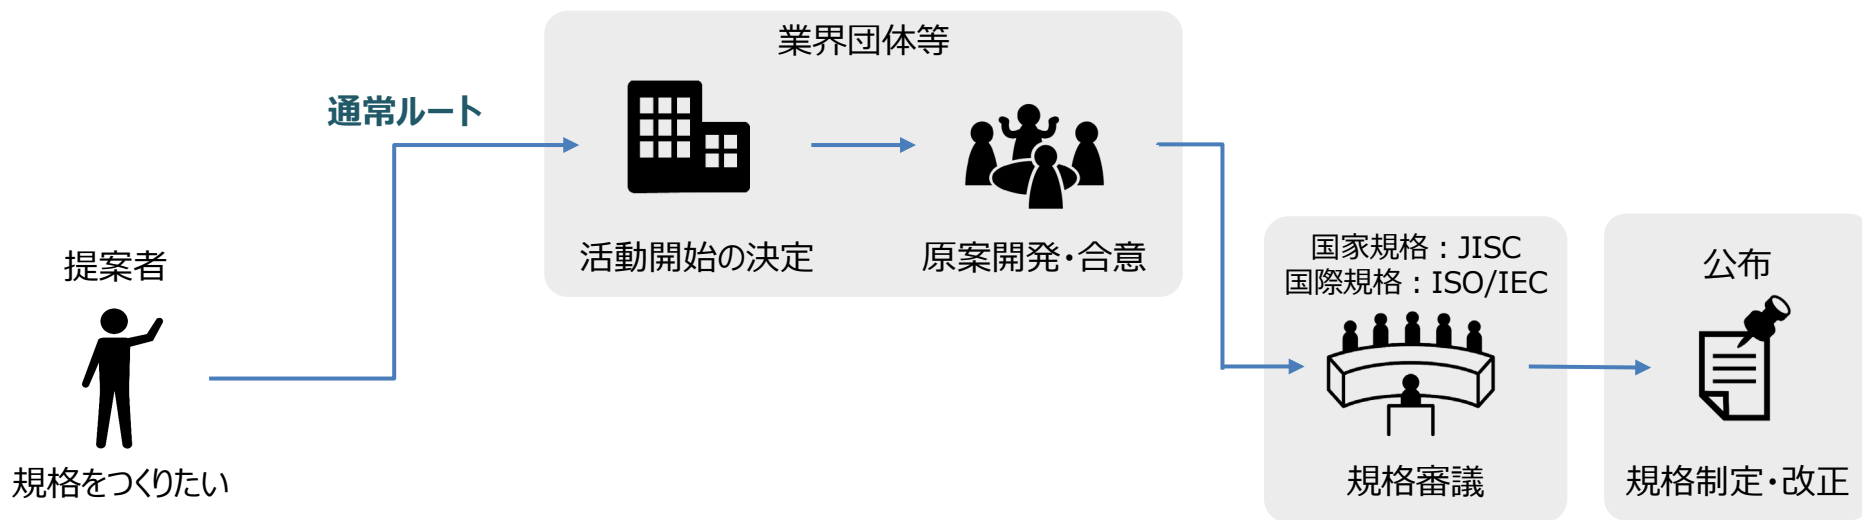 業界団体等
通常ルート
活動開始の決定
原案開発・合意
提案者
規格をつくりたい
国家規格：JISC
国際規格：ISO/IEC
規格審議
公布
規格制定・改正